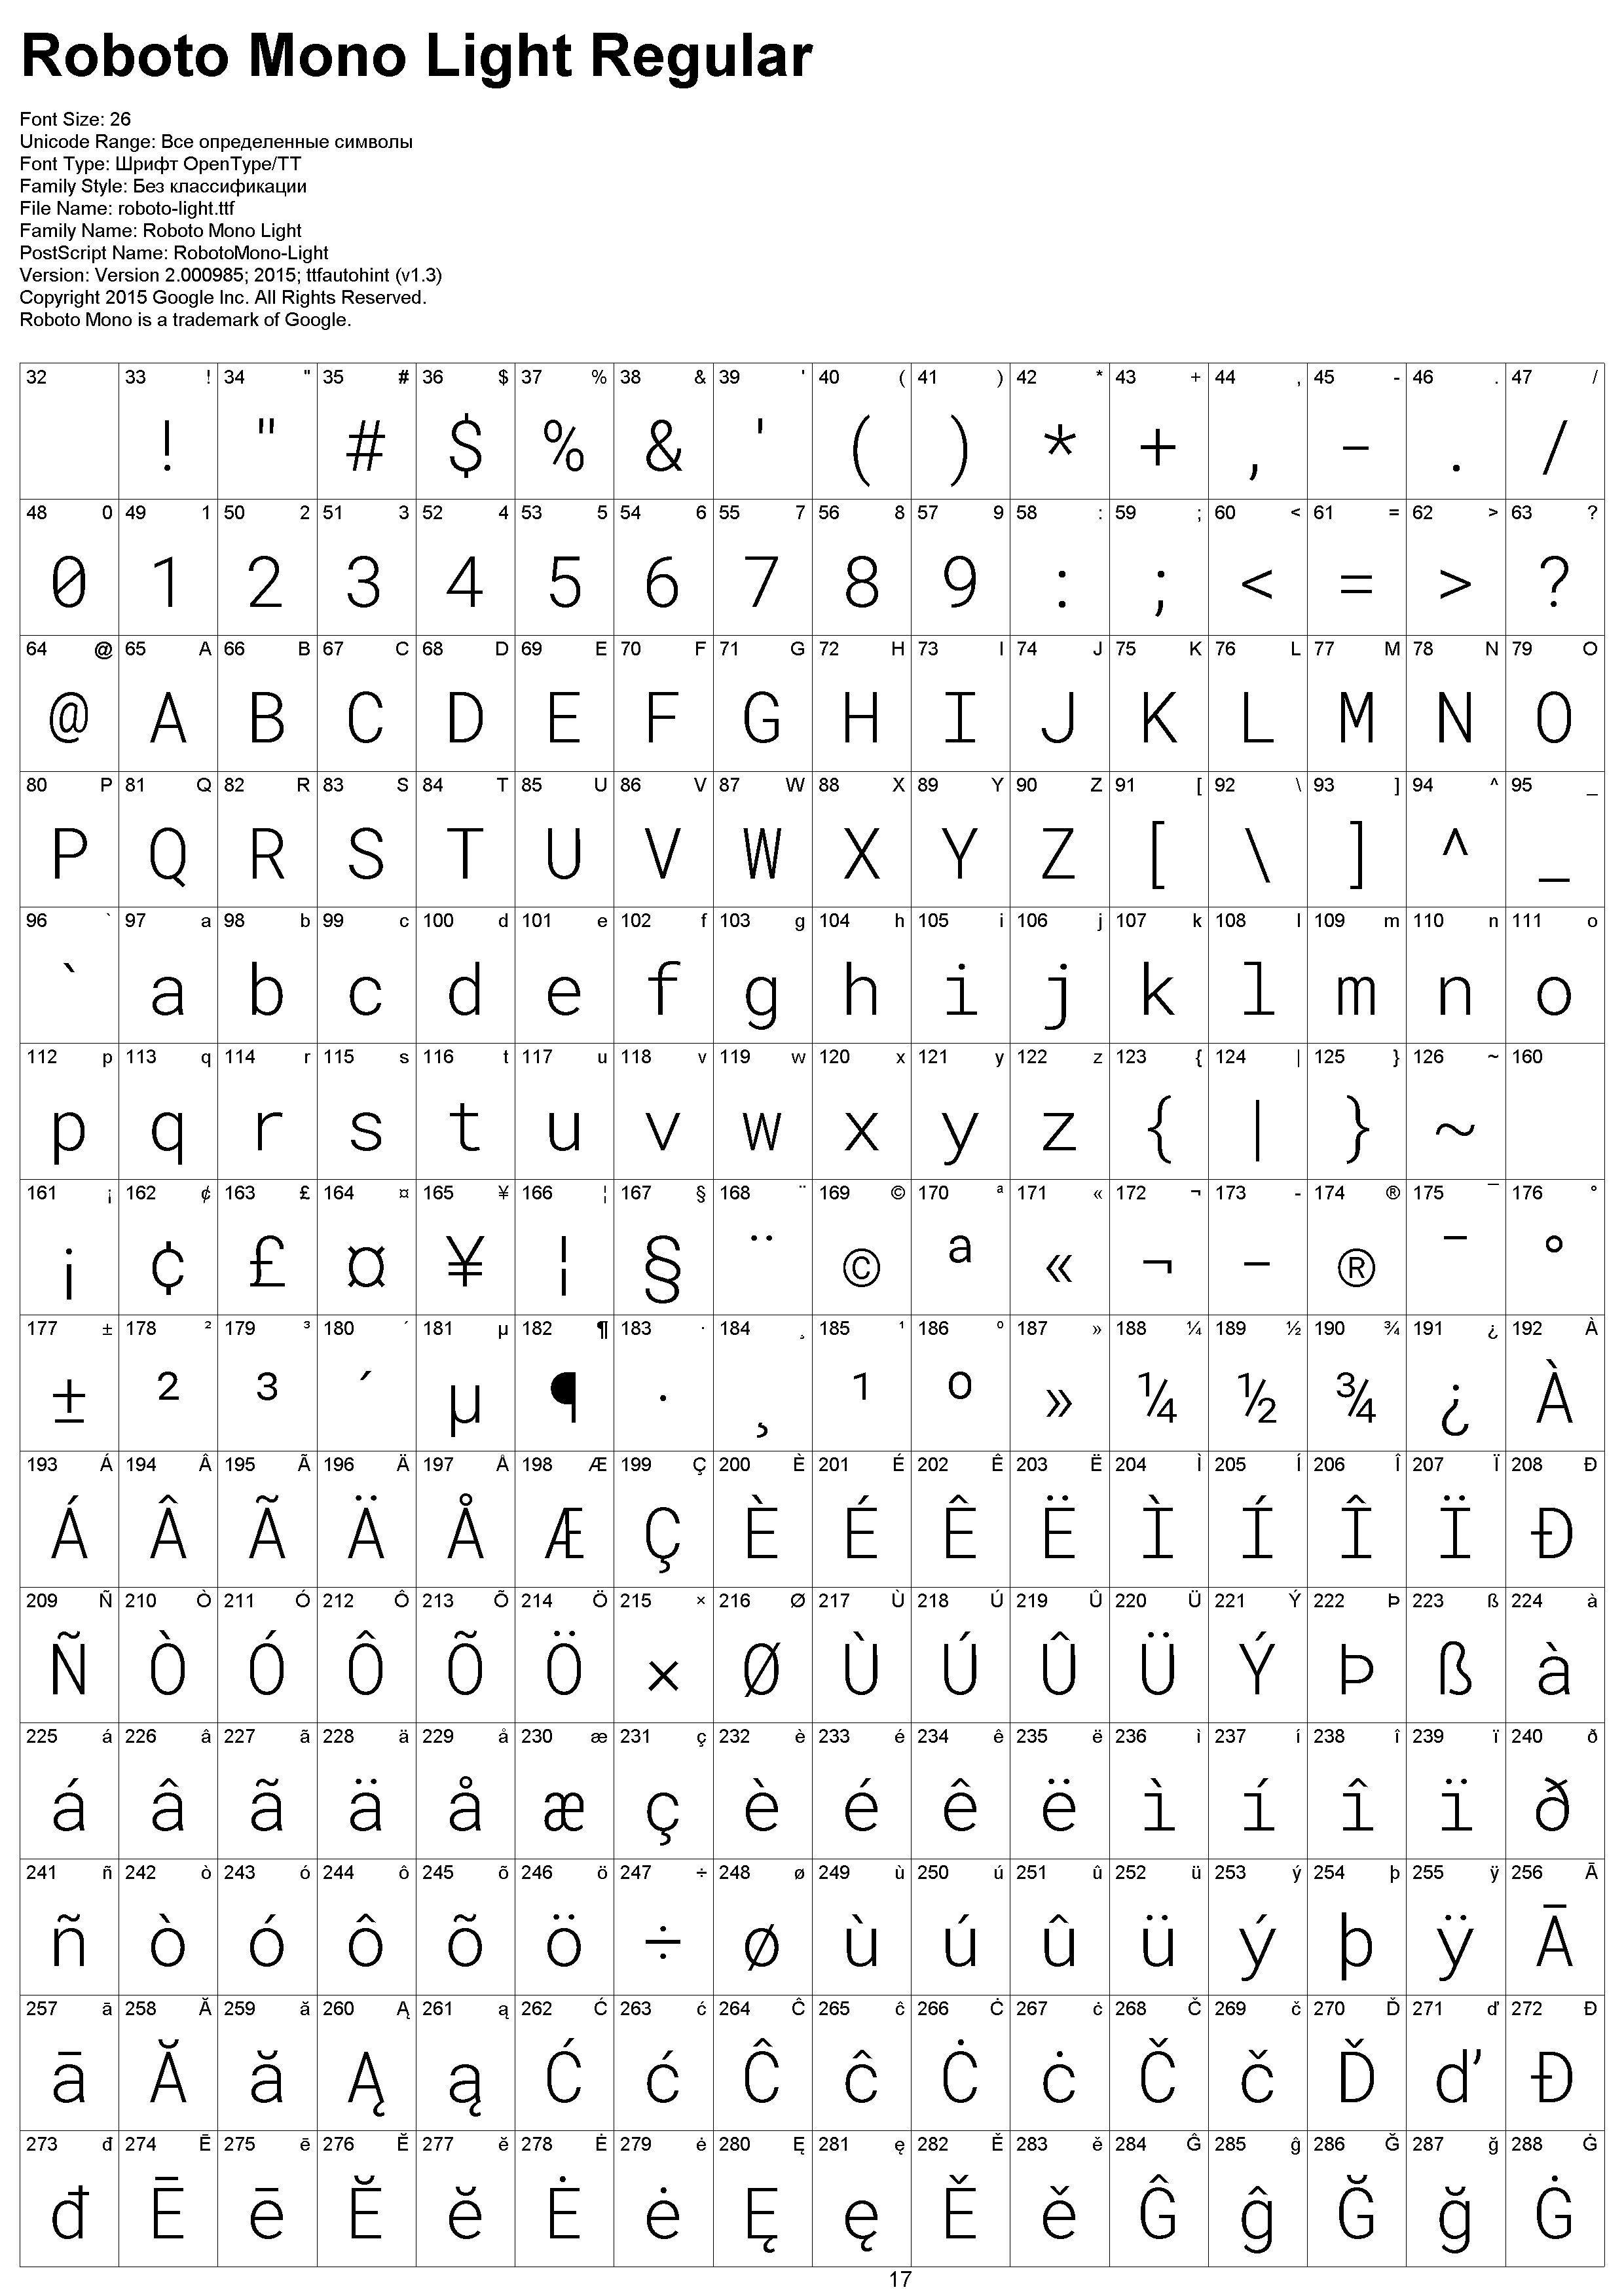 Roboto Mono Light Regular
Font Size: 26
Unicode Range: Все определенные символы
Font Type: Шрифт OpenType/TT
Family Style: Без классификации
File Name: roboto-light.ttf
Family Name: Roboto Mono Light
PostScript Name: RobotoMono-Light
Version: Version 2.000985; 2015; ttfautohint (v1.3)
Copyright 2015 Google Inc. All Rights Reserved.
Roboto Mono is a trademark of Google.
32 33 ! 34 " 35 # 36 $ 37 % 38 & 39 ' 40 ( 41 ) 42 * 43 + 44 , 45 - 46 . 47 /
! " # $ % & ' ( ) * + , - . /
48 0 49 1 50 2 51 3 52 4 53 5 54 6 55 7 56 8 57 9 58 : 59 ; 60 < 61 = 62 > 63 ?
0 1 2 3 4 5 6 7 8 9 : ; < = > ?
64 @ 65 A 66 B 67 C 68 D 69 E 70 F 71 G 72 H 73 I 74 J 75 K 76 L 77 M 78 N 79 O
@ A B C D E F G H I J K L M N O
80 P 81 Q 82 R 83 S 84 T 85 U 86 V 87 W 88 X 89 Y 90 Z 91 [ 92 \ 93 ] 94 ^ 95 _
P Q R S T U V W X Y Z [ \ ] ^ _
96 ` 97 a 98 b 99 c 100 d 101 e 102 f 103 g 104 h 105 i 106 j 107 k 108 l 109 m 110 n 111 o
` a b c d e f g h i j k l m n o
112 p 113 q 114 r 115 s 116 t 117 u 118 v 119 w 120 x 121 y 122 z 123 { 124 | 125 } 126 ~ 160
p q r s t u v w x y z { | } ~
161 ¡ 162 ¢ 163 £ 164 ¤ 165 ¥ 166 ¦ 167 § 168 ¨ 169 © 170 ª 171 « 172 ¬ 173 - 174 ® 175 ¯ 176 °
¡ ¢ £ ¤ ¥ ¦ § ¨ © ª « ¬ - ® ¯ °
177 ± 178 ² 179 ³ 180 ´ 181 µ 182 ¶ 183 · 184 ¸ 185 ¹ 186 º 187 » 188 ¼ 189 ½ 190 ¾ 191 ¿ 192 À
± ² ³ ´ µ ¶ · ¸ ¹ º » ¼ ½ ¾ ¿ À
193 Á 194 Â 195 Ã 196 Ä 197 Å 198 Æ 199 Ç 200 È 201 É 202 Ê 203 Ë 204 Ì 205 Í 206 Î 207 Ï 208 Ð
Á Â Ã Ä Å Æ Ç È É Ê Ë Ì Í Î Ï Ð
209 Ñ 210 Ò 211 Ó 212 Ô 213 Õ 214 Ö 215 × 216 Ø 217 Ù 218 Ú 219 Û 220 Ü 221 Ý 222 Þ 223 ß 224 à
Ñ Ò Ó Ô Õ Ö × Ø Ù Ú Û Ü Ý Þ ß à
225 á 226 â 227 ã 228 ä 229 å 230 æ 231 ç 232 è 233 é 234 ê 235 ë 236 ì 237 í 238 î 239 ï 240 ð
á â ã ä å æ ç è é ê ë ì í î ï ð
241 ñ 242 ò 243 ó 244 ô 245 õ 246 ö 247 ÷ 248 ø 249 ù 250 ú 251 û 252 ü 253 ý 254 þ 255 ÿ 256 Ā
ñ ò ó ô õ ö ÷ ø ù ú û ü ý þ ÿ Ā
257 ā 258 Ă 259 ă 260 Ą 261 ą 262 Ć 263 ć 264 Ĉ 265 ĉ 266 Ċ 267 ċ 268 Č 269 č 270 Ď 271 ď 272 Đ
ā Ă ă Ą ą Ć ć Ĉ ĉ Ċ ċ Č č Ď ď Đ
273 đ 274 Ē 275 ē 276 Ĕ 277 ĕ 278 Ė 279 ė 280 Ę 281 ę 282 Ě 283 ě 284 Ĝ 285 ĝ 286 Ğ 287 ğ 288 Ġ
đ Ē ē Ĕ ĕ Ė ė Ę ę Ě ě Ĝ ĝ Ğ ğ Ġ
17